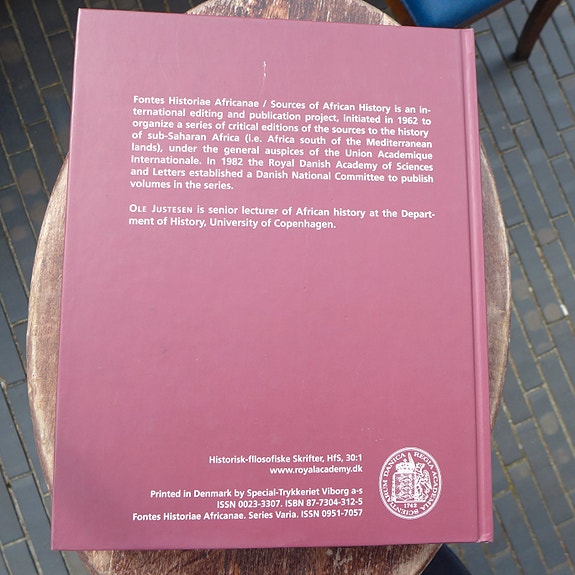 Fontes Historiae Africanae / Sources of African History is an in-
ternational editing and publication project, initiated in 1962 to
organize a series of critical editions of the sources to the history
of sub-Saharan Africa (i.e. Africa south of the Mediterranean
lands), under the general auspices of the Union Academique
Internationale. In 1982 the Royal Danish Academy of Sciences
and Letters established a Danish National Committee to publish
volumes in the series.
OLE JUSTESEN is senior lecturer of African history at the Depart-
ment of History, University of Copenhagen.
Historisk-filosofiske Skrifter, HfS, 30:1
www.royalacademy.dk
Printed in Denmark by Special-Trykkeriet Viborg a-s
ISSN 0023-3307. ISBN 87-7304-312-5
Fontes Historiae Africanae. Series Varia. ISSN 0951-7057
REGIA ACADEMIA SCIENTIARUM DANICA
1742